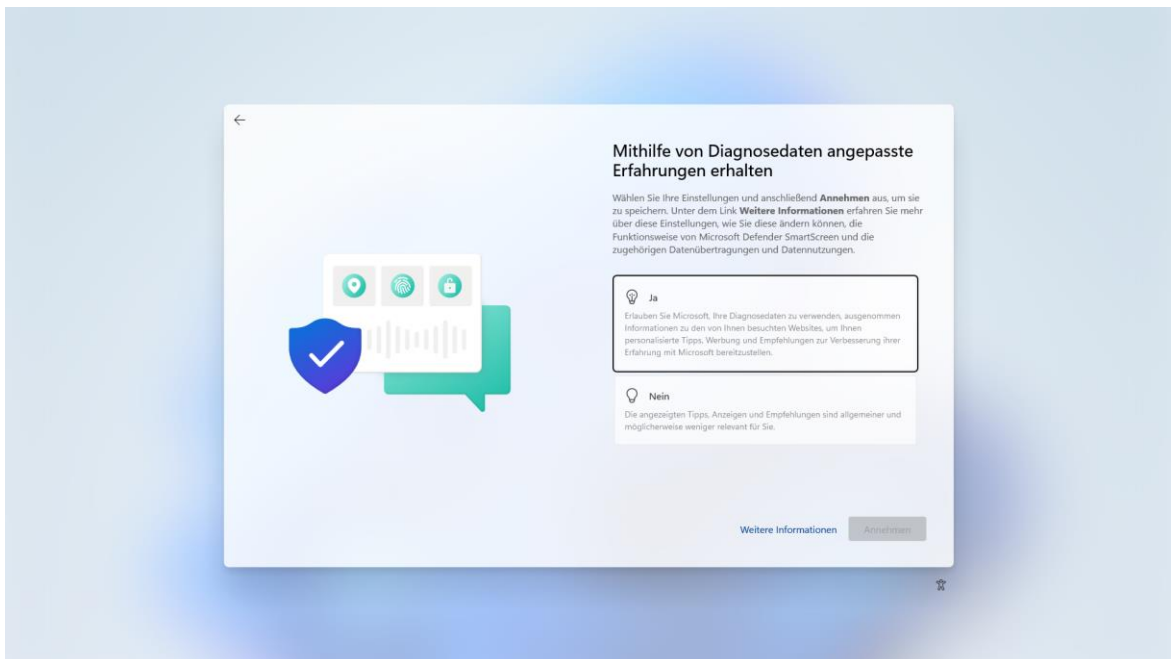 Mithilfe von Diagnosedaten angepasste
Erfahrungen erhalten
Wählen Sie Ihre Einstellungen und anschließend Annehmen aus, um sie
zu speichern. Unter dem Link Weitere Informationen erfahren Sie mehr
über diese Einstellungen, wie Sie diese ändern können, die
Funktionsweise von Microsoft Defender SmartScreen und die
zugehörigen Datenübertragungen und Datennutzungen.
Ja
Erlauben Sie Microsoft, Ihre Diagnosedaten zu verwenden, ausgenommen
Informationen zu den von Ihnen besuchten Websites, um Ihnen
personalisierte Tipps, Werbung und Empfehlungen zur Verbesserung ihrer
Erfahrung mit Microsoft bereitzustellen.
Nein
Die angezeigten Tipps, Anzeigen und Empfehlungen sind allgemeiner und
möglicherweise weniger relevant für Sie.
Weitere Informationen
Annehmen